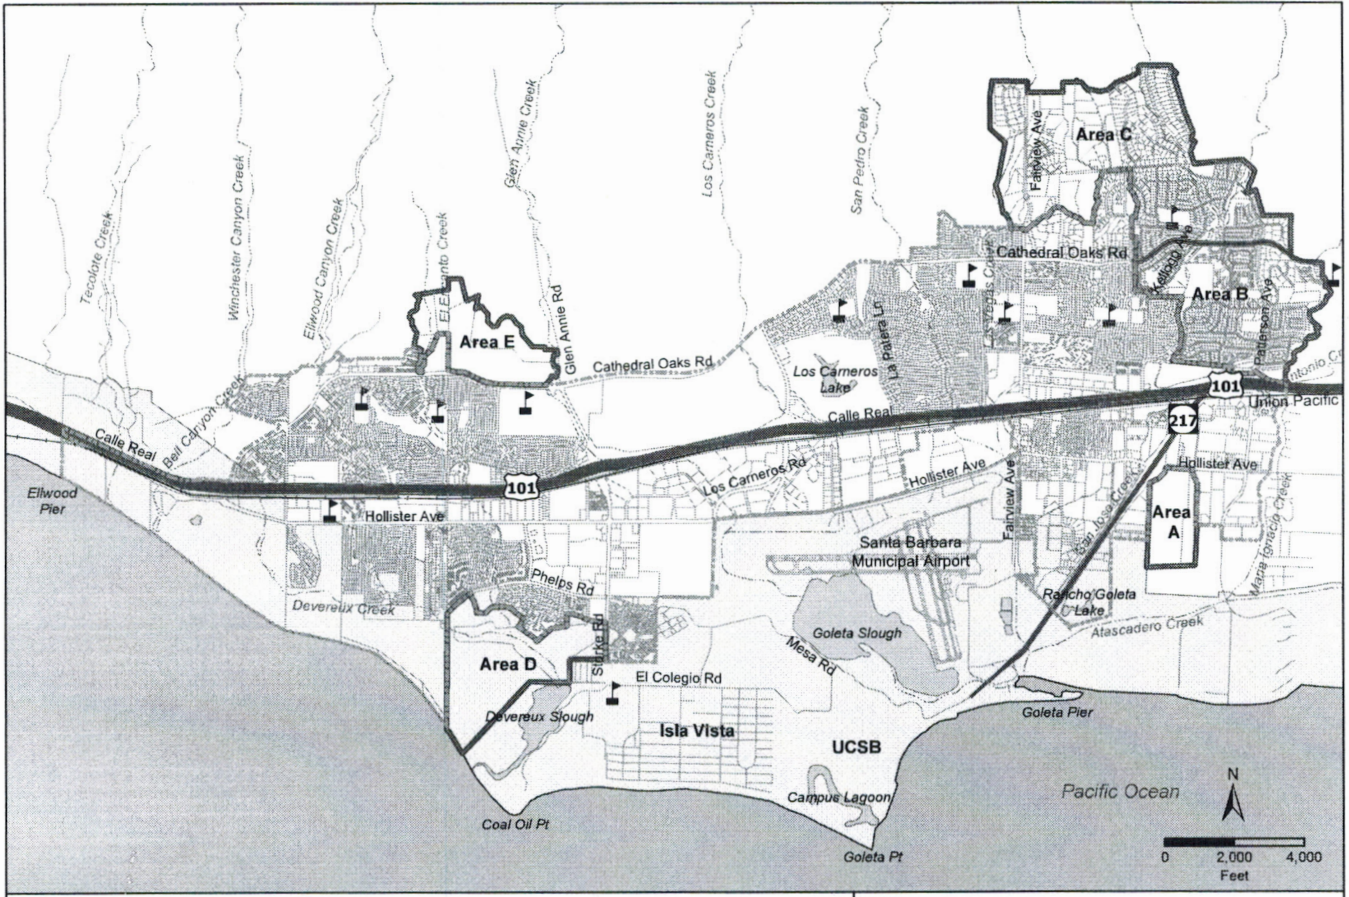 Fairview Ave
Area C
Glen Annie Creek
Los Carneros Creek
San Pedro Creek
Tecolote Creek
Winchester Canyon Creek
Ellwood Canyon Creek
Cathedral Oaks Rd
Kellogg Ave
Area B
Patterson Ave
Area E
Glen Annie Rd
Cathedral Oaks Rd
La Patera Ln
Las Vegas Creek
Los Carneros
Lake
Calle Real
101
Union Pacific
217
Bell Canyon Creek
Calle Real
101
Los Carneros Rd
Hollister Ave
Fairview Ave
Hollister Ave
San Jose Creek
Area
A
Maria Ignacio Creek
Ellwood
Pier
Hollister Ave
Santa Barbara
Municipal Airport
Phelps Rd
Devereux Creek
Rancho Goleta
Lake
Atascadero Creek
Goleta Slough
Mesa Rd
Area D
Storke Rd
El Colegio Rd
Devereux Slough
Isla Vista
UCSB
Goleta Pier
Campus Lagoon
Pacific Ocean
Coal Oil Pt
Goleta Pt
N
0 2,000 4,000
Feet